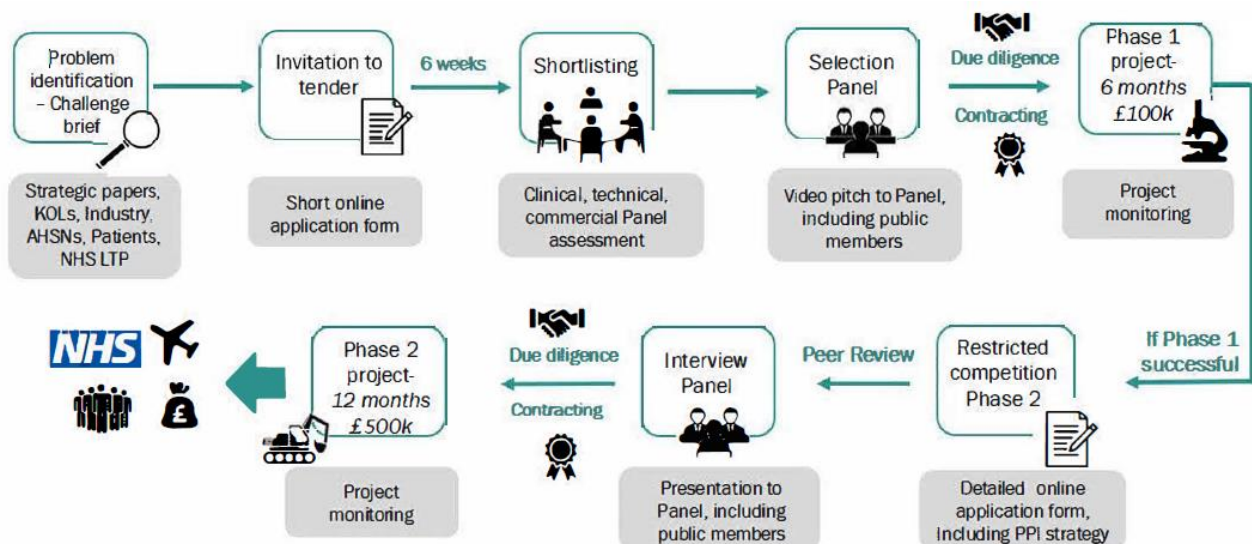 Problem
identification
– Challenge
brief
Strategic papers,
KOLs, Industry,
AHSNs, Patients,
NHS LTP
Invitation to
tender
Short online
application form
6 weeks
Shortlisting
Clinical, technical,
commercial Panel
assessment
Selection
Panel
Video pitch to Panel,
including public
members
Due diligence
Contracting
Phase 1
project-
6 months
£100k
Project
monitoring
If Phase 1
successful
Restricted
competition
Phase 2
Detailed online
application form,
Including PPI strategy
Peer Review
Interview
Panel
Presentation to
Panel, including
public members
Due diligence
Contracting
Phase 2
project-
12 months
£500k
Project
monitoring
NHS
£